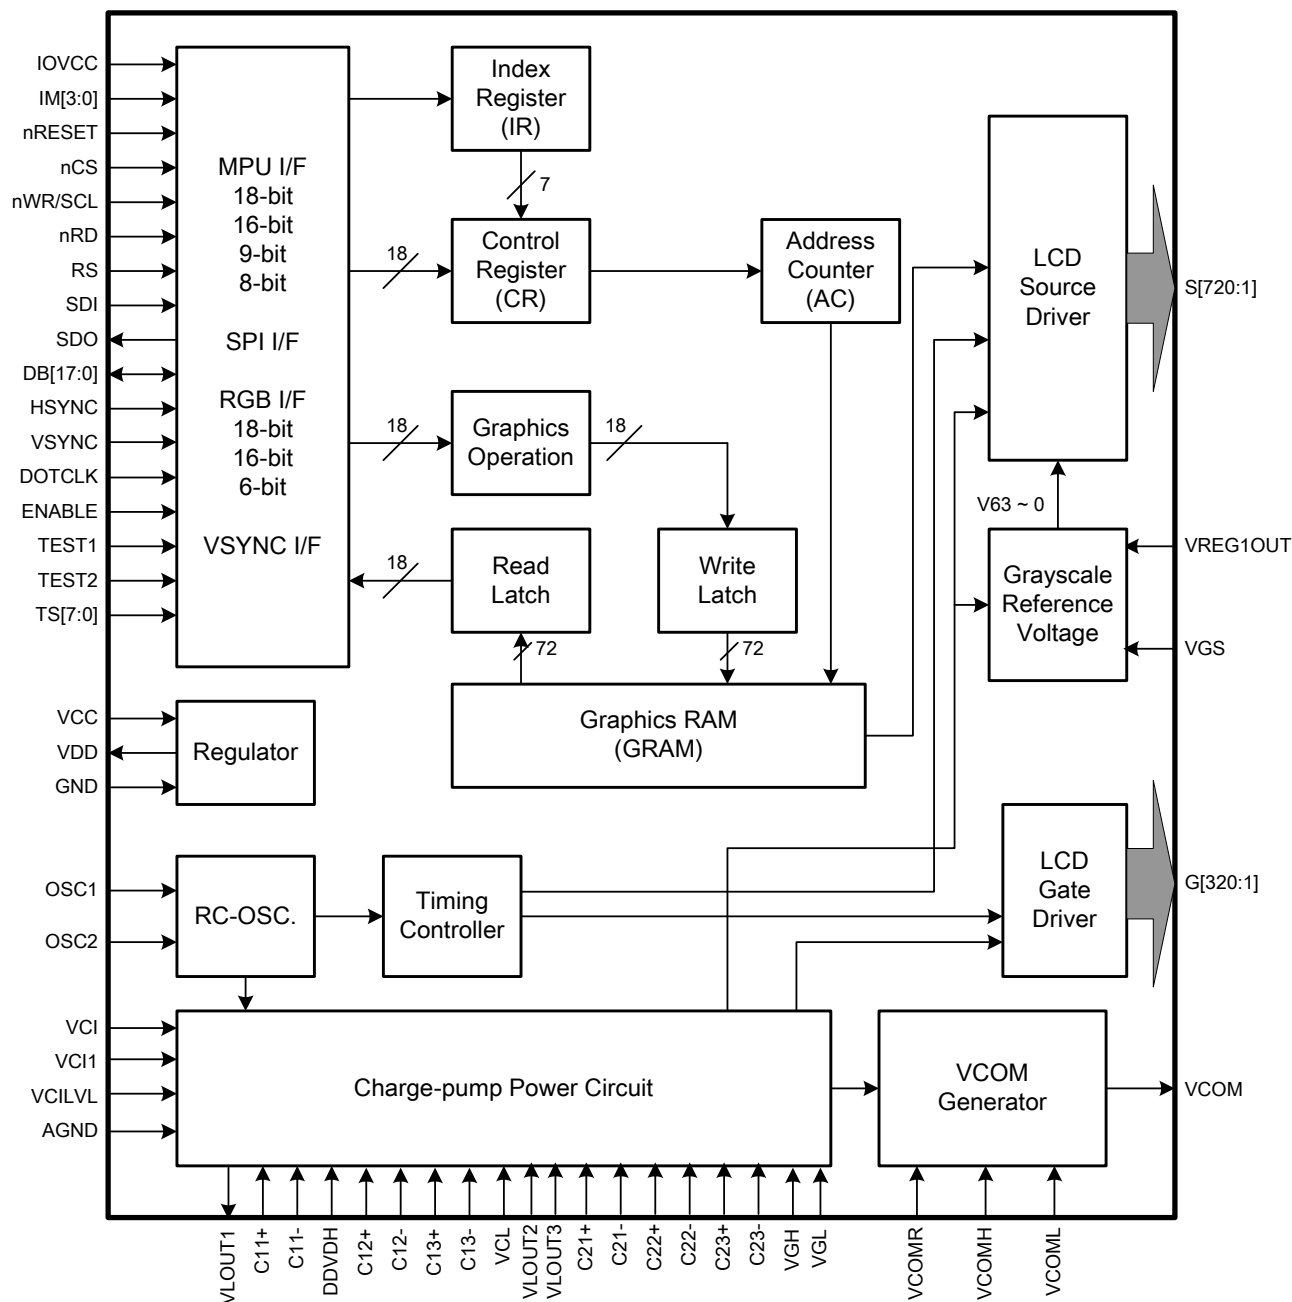 IOVCC
IM[3:0]
nRESET
nCS
nWR/SCL
nRD
RS
SDI
SDO
DB[17:0]
HSYNC
VSYNC
DOTCLK
ENABLE
TEST1
TEST2
TS[7:0]
MPU I/F
18-bit
16-bit
9-bit
8-bit
SPI I/F
RGB I/F
18-bit
16-bit
6-bit
VSYNC I/F
Index
Register
(IR)
7
18
Control
Register
(CR)
Address
Counter
(AC)
LCD
Source
Driver
S[720:1]
18
Graphics
Operation
18
V63 ~ 0
18
Read
Latch
Write
Latch
72
72
Grayscale
Reference
Voltage
VREG1OUT
VGS
Graphics RAM
(GRAM)
VCC
VDD
GND
Regulator
OSC1
OSC2
RC-OSC.
Timing
Controller
LCD
Gate
Driver
G[320:1]
VCI
VCI1
VCILVL
AGND
Charge-pump Power Circuit
VCOM
Generator
VCOM
VLOUT1
C11+
C11-
DDVDH
C12+
C12-
C13+
C13-
VCL
VLOUT2
VLOUT3
C21+
C21-
C22+
C22-
C23+
C23-
VGH
VGL
VCOMR
VCOMH
VCOML